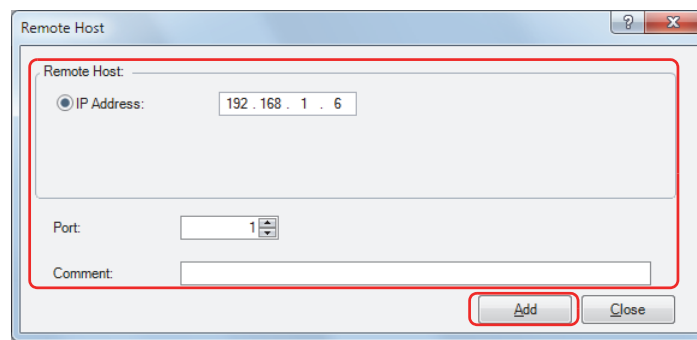 Remote Host
Remote Host:
IP Address: 192 . 168 . 1 . 6
Port: 1
Comment:
Add Close